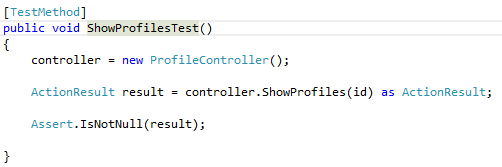 [TestMethod]
public void ShowProfilesTest()
{
controller = new ProfileController();
ActionResult result = controller.ShowProfiles(id) as ActionResult;
Assert.IsNotNull(result);
}